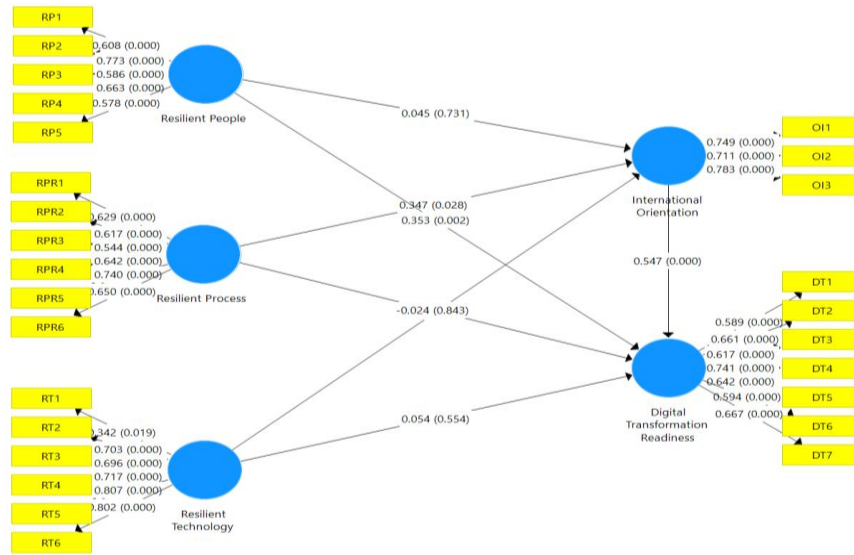 RP1
RP2
RP3
RP4
RP5
0.608 (0.000)
0.773 (0.000)
0.586 (0.000)
0.663 (0.000)
0.578 (0.000)
Resilient People
RPR1
RPR2
RPR3
RPR4
RPR5
RPR6
0.629 (0.000)
0.617 (0.000)
0.544 (0.000)
0.642 (0.000)
0.740 (0.000)
0.650 (0.000)
Resilient Process
RT1
RT2
RT3
RT4
RT5
RT6
0.342 (0.019)
0.703 (0.000)
0.696 (0.000)
0.717 (0.000)
0.807 (0.000)
0.802 (0.000)
Resilient
Technology
0.045 (0.731)
0.347 (0.028)
0.353 (0.002)
-0.024 (0.843)
0.054 (0.554)
International
Orientation
0.547 (0.000)
Digital
Transformation
Readiness
0.749 (0.000)
0.711 (0.000)
0.783 (0.000)
OI1
OI2
OI3
0.589 (0.000)
0.661 (0.000)
0.617 (0.000)
0.741 (0.000)
0.642 (0.000)
0.594 (0.000)
0.667 (0.000)
DT1
DT2
DT3
DT4
DT5
DT6
DT7